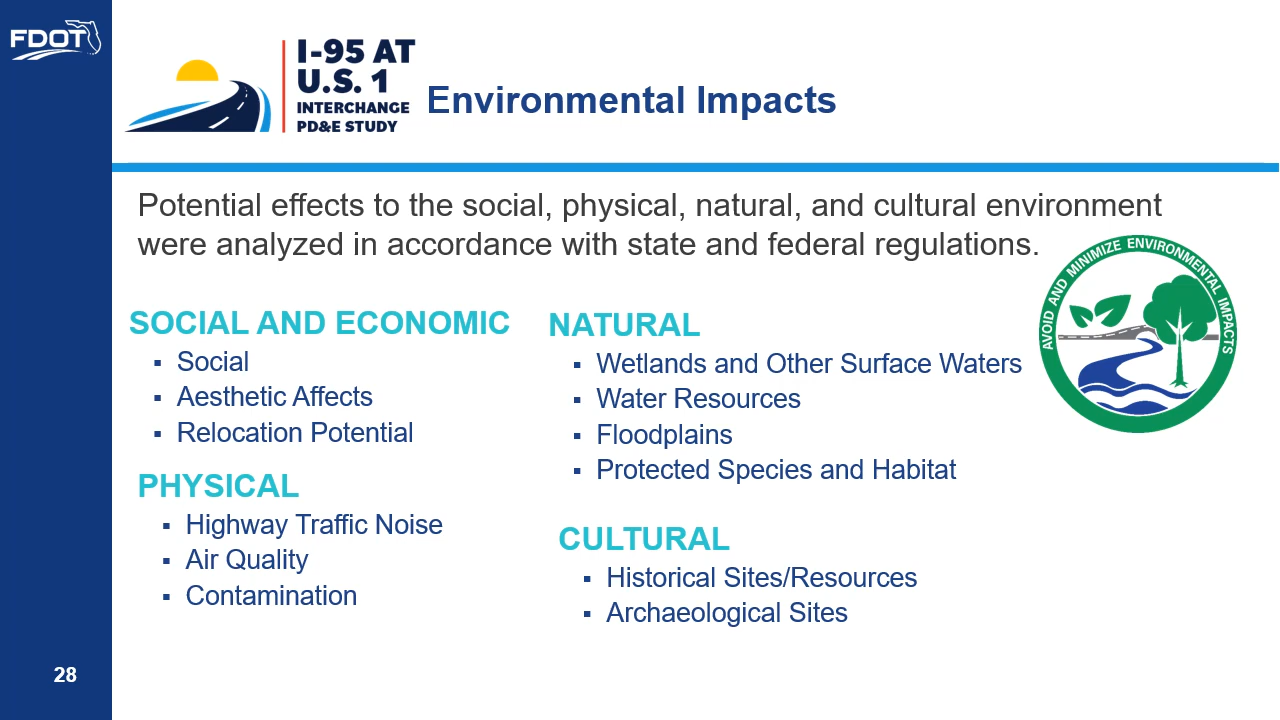 FDOT
I-95 AT
U.S. 1
INTERCHANGE
PD&E STUDY
Environmental Impacts
Potential effects to the social, physical, natural, and cultural environment
were analyzed in accordance with state and federal regulations.
AVOID AND MINIMIZE ENVIRONMENTAL IMPACTS
SOCIAL AND ECONOMIC
▪ Social
▪ Aesthetic Affects
▪ Relocation Potential
PHYSICAL
▪ Highway Traffic Noise
▪ Air Quality
▪ Contamination
NATURAL
▪ Wetlands and Other Surface Waters
▪ Water Resources
▪ Floodplains
▪ Protected Species and Habitat
CULTURAL
▪ Historical Sites/Resources
▪ Archaeological Sites
28